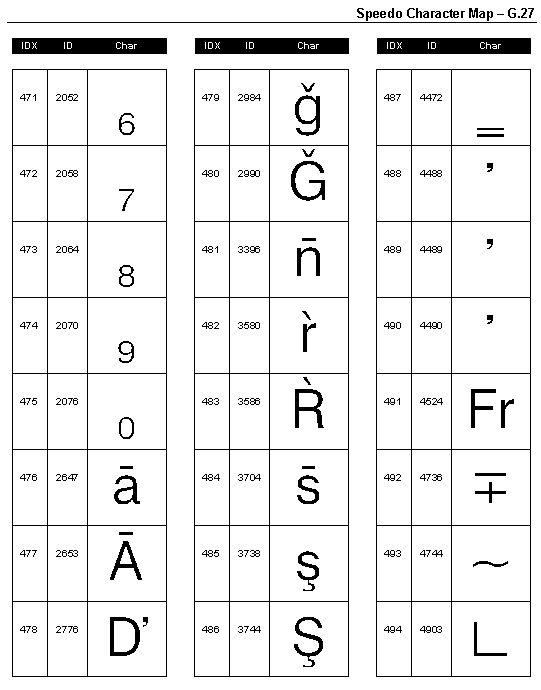 Speedo Character Map – G.27
IDX ID Char
471 2052 6
472 2058 7
473 2064 8
474 2070 9
475 2076 0
476 2647 ā
477 2653 Ā
478 2776 D’
IDX ID Char
479 2984 ğ
480 2990 Ğ
481 3396 n̄
482 3580 r̀
483 3586 R̀
484 3704 s̄
485 3738 ş
486 3744 Ş
IDX ID Char
487 4472 ‗
488 4488 ’
489 4489 ’
490 4490 ’
491 4524 Fr
492 4736 ∓
493 4744 ~
494 4903 ∟